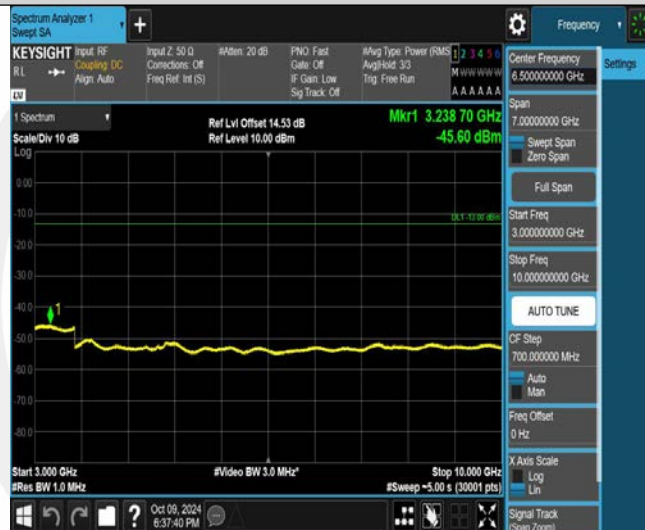 Spectrum Analyzer 1
Swept SA
Frequency
KEYSIGHT
RL
Input: RF
Coupling: DC
Align: Auto
Input Z: 50 Ω
Corrections: Off
Freq Ref: Int (S)
#Atten: 20 dB
PNO: Fast
Gate: Off
IF Gain: Low
Sig Track: Off
#Avg Type: Power (RMS
Avg|Hold: 3/3
Trig: Free Run
1 2 3 4 5 6
M W W W W W
A A A A A A
1 Spectrum
Scale/Div 10 dB
Log
Ref Lvl Offset 14.53 dB
Ref Level 10.00 dBm
Mkr1 3.238 70 GHz
-45.60 dBm
0.00
-10.0
DL1 -13.00 dBm
-20.0
-30.0
-40.0
1
-50.0
-60.0
-70.0
-80.0
Start 3.000 GHz
#Res BW 1.0 MHz
#Video BW 3.0 MHz*
Stop 10.000 GHz
#Sweep ~5.00 s (30001 pts)
Oct 09, 2024
6:37:40 PM
Center Frequency
6.500000000 GHz
Settings
Span
7.00000000 GHz
Swept Span
Zero Span
Full Span
Start Freq
3.000000000 GHz
Stop Freq
10.000000000 GHz
AUTO TUNE
CF Step
700.000000 MHz
Auto
Man
Freq Offset
0 Hz
X Axis Scale
Log
Lin
Signal Track
(Span Zoom)